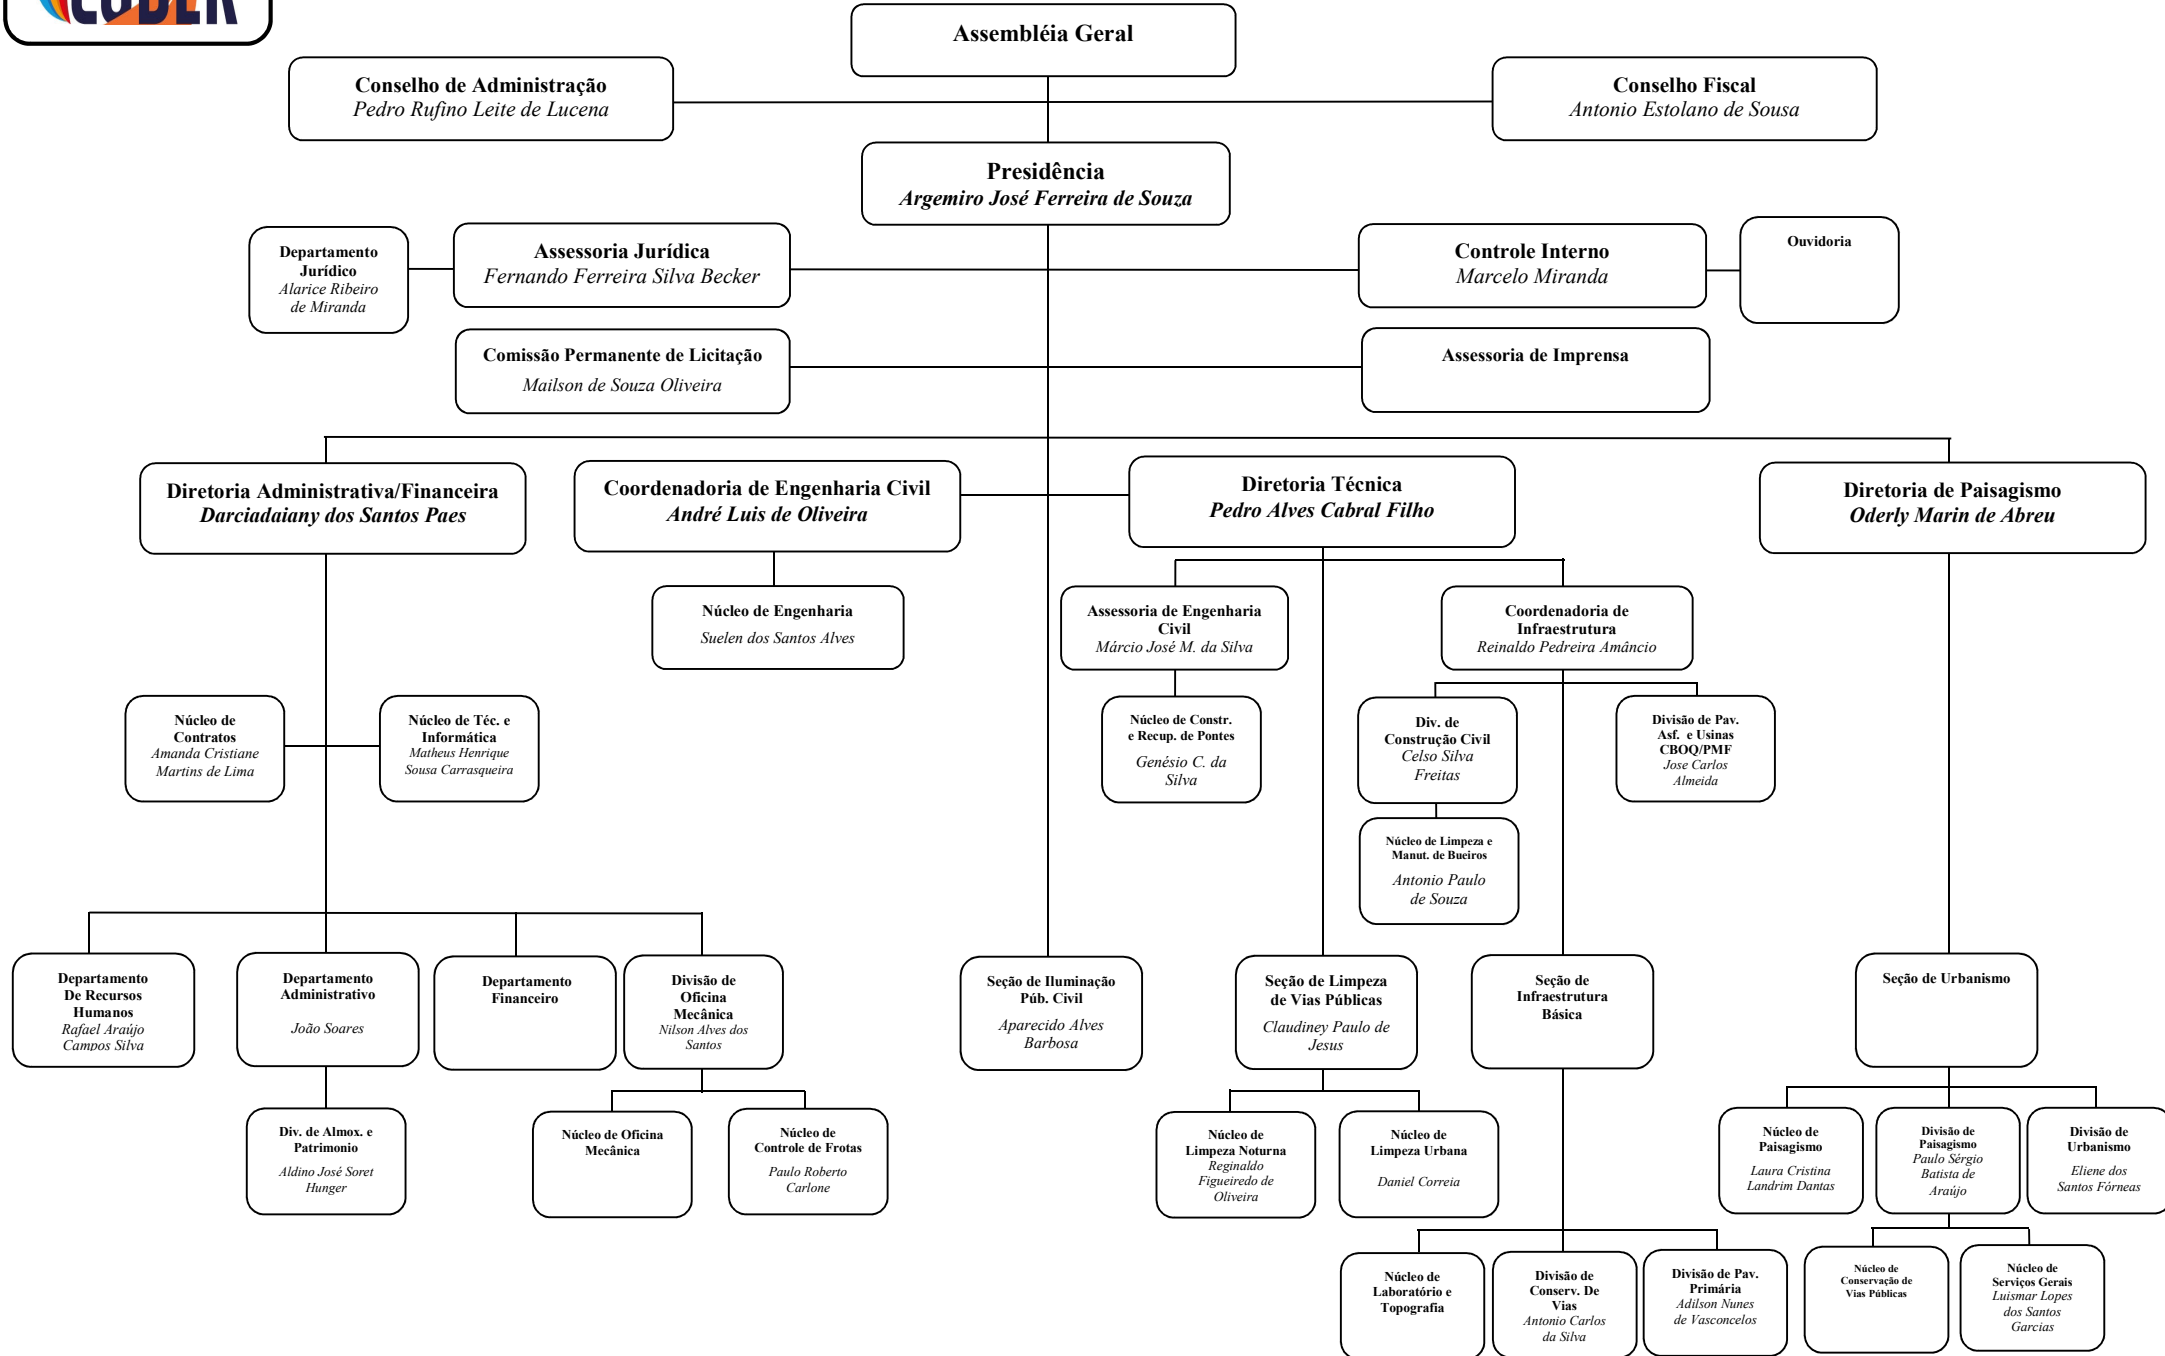 CODER
Assembléia Geral
Conselho de Administração
Pedro Rufino Leite de Lucena
Conselho Fiscal
Antonio Estolano de Sousa
Presidência
Argemiro José Ferreira de Souza
Departamento
Jurídico
Alarice Ribeiro
de Miranda
Assessoria Jurídica
Fernando Ferreira Silva Becker
Controle Interno
Marcelo Miranda
Ouvidoria
Comissão Permanente de Licitação
Mailson de Souza Oliveira
Assessoria de Imprensa
Diretoria Administrativa/Financeira
Darciadaiany dos Santos Paes
Coordenadoria de Engenharia Civil
André Luis de Oliveira
Diretoria Técnica
Pedro Alves Cabral Filho
Diretoria de Paisagismo
Oderly Marin de Abreu
Núcleo de Engenharia
Suelen dos Santos Alves
Assessoria de Engenharia
Civil
Márcio José M. da Silva
Coordenadoria de
Infraestrutura
Reinaldo Pedreira Amâncio
Núcleo de
Contratos
Amanda Cristiane
Martins de Lima
Núcleo de Téc. e
Informática
Matheus Henrique
Sousa Carrasqueira
Núcleo de Constr.
e Recup. de Pontes
Genésio C. da
Silva
Div. de
Construção Civil
Celso Silva
Freitas
Divisão de Pav.
Asf. e Usinas
CBOQ/PMF
Jose Carlos
Almeida
Núcleo de Limpeza e
Manut. de Bueiros
Antonio Paulo
de Souza
Departamento
De Recursos
Humanos
Rafael Araújo
Campos Silva
Departamento
Administrativo
João Soares
Departamento
Financeiro
Divisão de
Oficina
Mecânica
Nilson Alves dos
Santos
Seção de Iluminação
Púb. Civil
Aparecido Alves
Barbosa
Seção de Limpeza
de Vias Públicas
Claudiney Paulo de
Jesus
Seção de
Infraestrutura
Básica
Seção de Urbanismo
Div. de Almox. e
Patrimonio
Aldino José Soret
Hunger
Núcleo de Oficina
Mecânica
Núcleo de
Controle de Frotas
Paulo Roberto
Carlone
Núcleo de
Limpeza Noturna
Reginaldo
Figueiredo de
Oliveira
Núcleo de
Limpeza Urbana
Daniel Correia
Núcleo de
Paisagismo
Laura Cristina
Landrim Dantas
Divisão de
Paisagismo
Paulo Sérgio
Batista de
Araújo
Divisão de
Urbanismo
Eliene dos
Santos Fórneas
Núcleo de
Laboratório e
Topografia
Divisão de
Conserv. De
Vias
Antonio Carlos
da Silva
Divisão de Pav.
Primária
Adilson Nunes
de Vasconcelos
Núcleo de
Conservação de
Vias Públicas
Núcleo de
Serviços Gerais
Luismar Lopes
dos Santos
Garcias